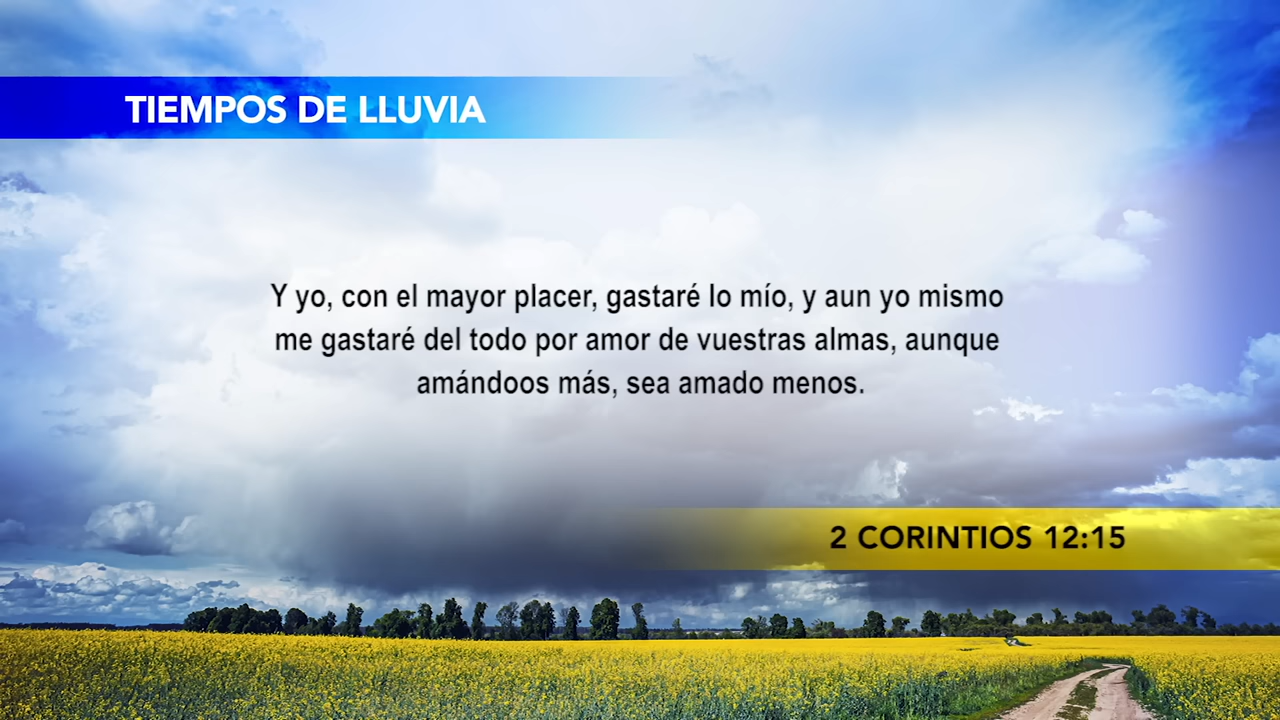 TIEMPOS DE LLUVIA
Y yo, con el mayor placer, gastaré lo mío, y aun yo mismo
me gastaré del todo por amor de vuestras almas, aunque
amándoos más, sea amado menos.
2 CORINTIOS 12:15